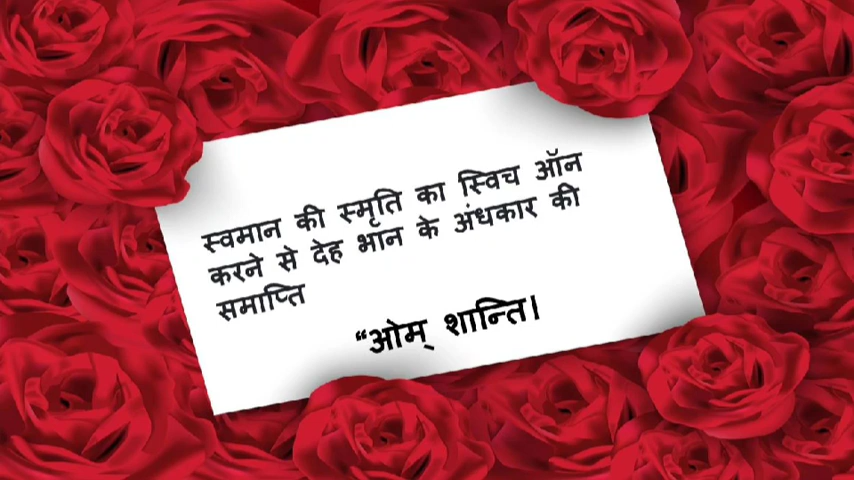 स्वमान की स्मृति का स्विच ऑन
करने से देह भान के अंधकार की
समाप्ति
“ओम् शान्ति।